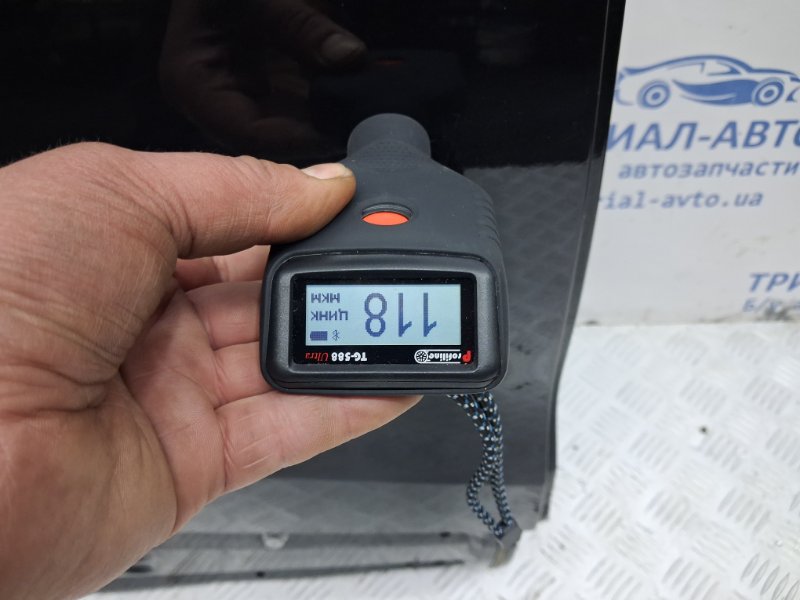 Profiline
TG-588 Ultra
118
ЦИНК
МКМ
ИАЛ-АВТО
автозапчасти
rial-avto.ua
ТРИ